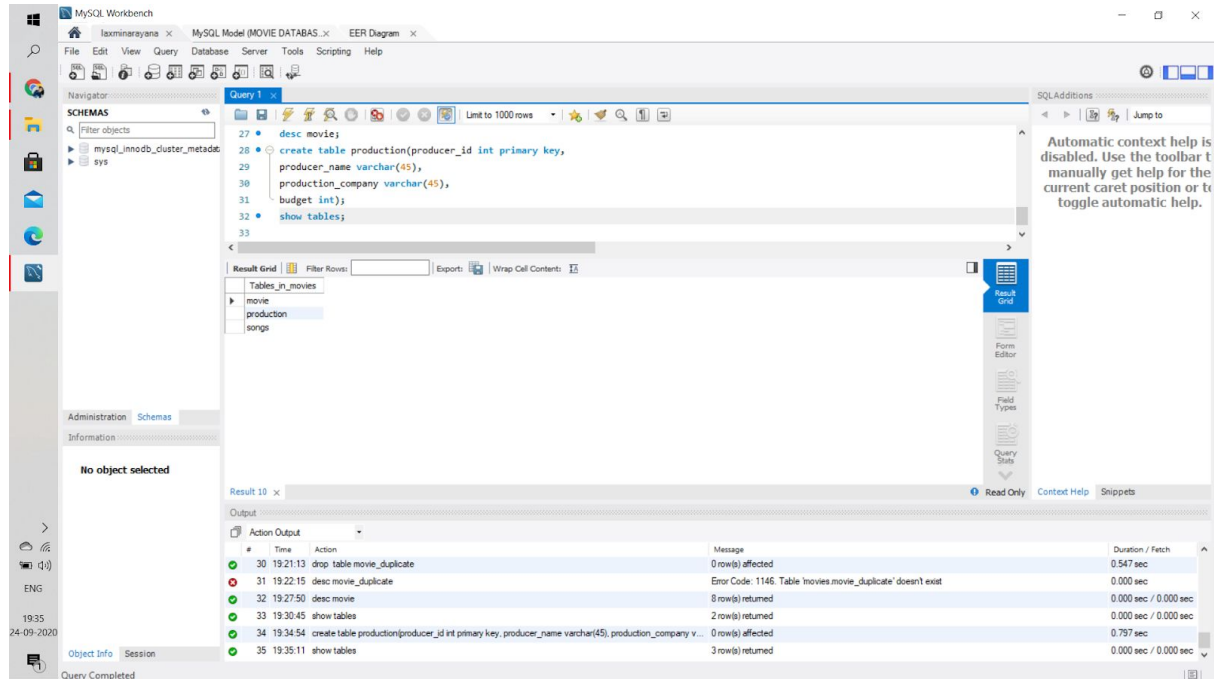 MySQL Workbench
laxminarayana × MySQL Model (MOVIE DATABAS..× EER Diagram ×
File Edit View Query Database Server Tools Scripting Help
Navigator
SCHEMAS
Filter objects
mysql_innodb_cluster_metadat
sys
Administration Schemas
Information
No object selected
Object Info Session
Query Completed
Query 1 ×
Limit to 1000 rows
27 desc movie;
28 create table production(producer_id int primary key,
29 producer_name varchar(45),
30 production_company varchar(45),
31 budget int);
32 show tables;
33
Result Grid Filter Rows: Export: Wrap Cell Content:
Tables_in_movies
movie
production
songs
Result Grid
Form Editor
Field Types
Query Stats
Result 10 ×
Read Only
Output
Action Output
# Time Action Message Duration / Fetch
30 19:21:13 drop table movie_duplicate 0 row(s) affected 0.547 sec
31 19:22:15 desc movie_duplicate Error Code: 1146. Table 'movies.movie_duplicate' doesn't exist 0.000 sec
32 19:27:50 desc movie 8 row(s) returned 0.000 sec / 0.000 sec
33 19:30:45 show tables 2 row(s) returned 0.000 sec / 0.000 sec
34 19:34:54 create table production(producer_id int primary key, producer_name varchar(45), production_company v... 0 row(s) affected 0.797 sec
35 19:35:11 show tables 3 row(s) returned 0.000 sec / 0.000 sec
SQLAdditions
Jump to
Automatic context help is
disabled. Use the toolbar t
manually get help for the
current caret position or to
toggle automatic help.
Context Help Snippets
ENG
19:35
24-09-2020
1